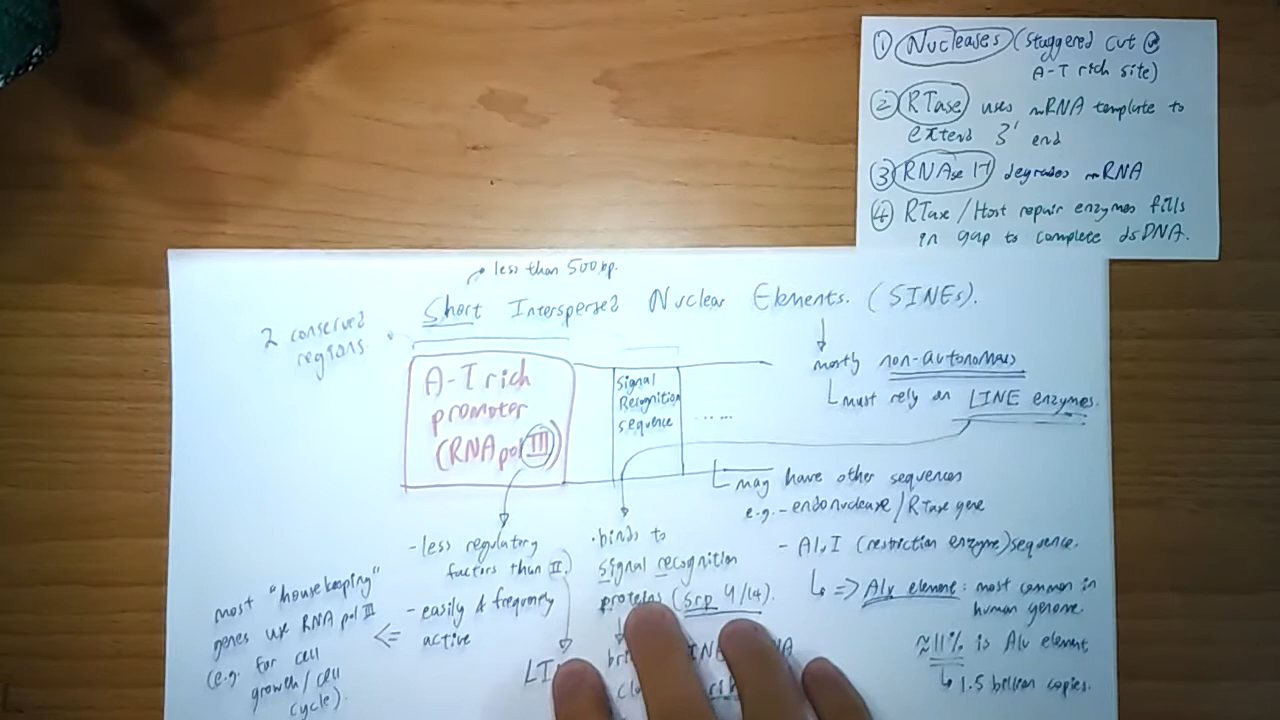 ① Nucleases (staggered cut @
A-T rich site)
② RTase uses mRNA template to
extend 3' end
③ RNAse H degrades mRNA
④ RTase/Host repair enzymes fills
in gap to complete dsDNA.
less than 500bp.
Short Interspersed Nuclear Elements. (SINEs).
2 conserved
regions
A-T rich
promoter
(RNA pol III)
Signal
Recognition
sequence
......
mostly non-autonomous
must rely on LINE enzymes.
may have other sequences
e.g. - endonuclease/RTase gene
- AluI (restriction enzyme) sequence.
=> Alu element: most common in
human genome.
≈11% is Alu element
1.5 billion copies.
- less regulatory
factors than II.
- easily & frequency
active
<=
most "housekeeping"
genes use RNA pol III
(e.g. for cell
growth/cell
cycle).
· binds to
signal recognition
proteins (srp 9/14).